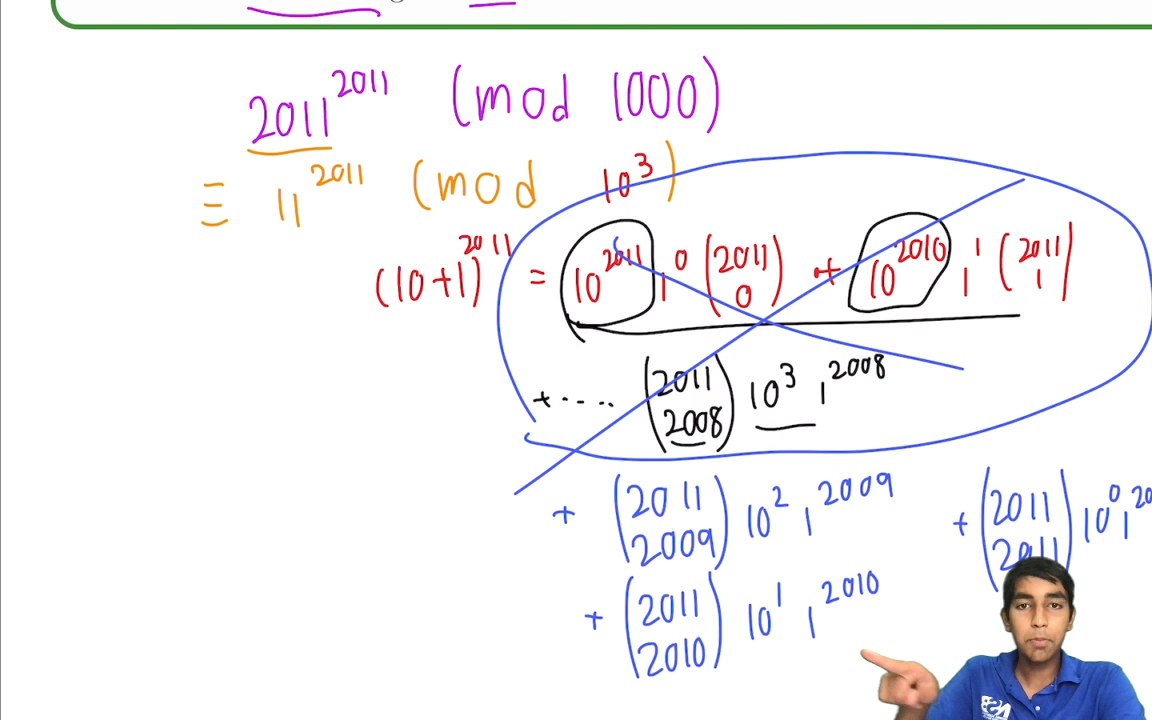 2011^2011 (mod 1000)
≡ 11^2011 (mod 10^3)
(10+1)^2011 = 10^2011 1^0 (2011 0) + 10^2010 1^1 (2011 1)
+ .... (2011 2008) 10^3 1^2008
+ (2011 2009) 10^2 1^2009 + (2011 2011) 10^0 1^20
+ (2011 2010) 10^1 1^2010